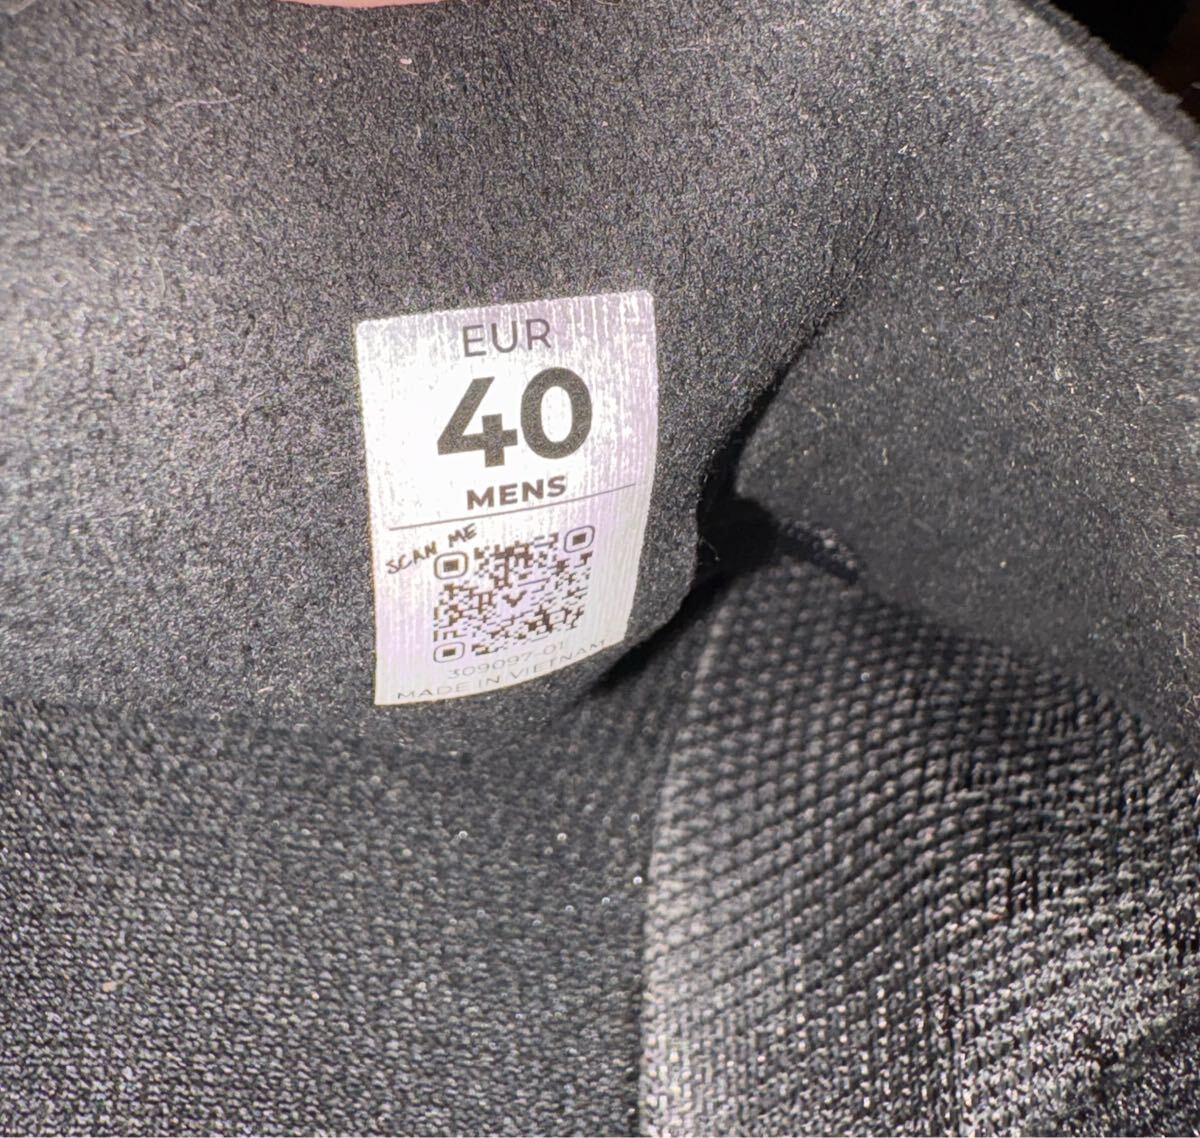 EUR
40
MENS
SCAN ME
309097-01
MADE IN VIETNAM